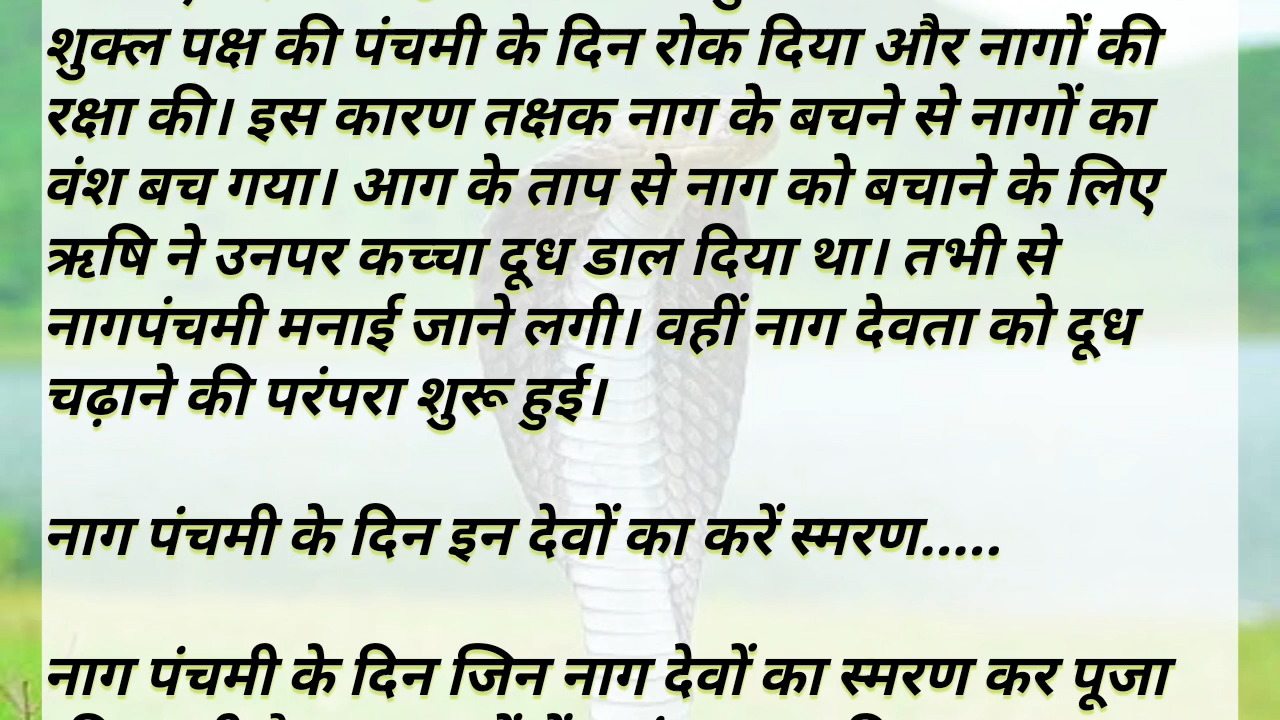 शुक्ल पक्ष की पंचमी के दिन रोक दिया और नागों की
रक्षा की। इस कारण तक्षक नाग के बचने से नागों का
वंश बच गया। आग के ताप से नाग को बचाने के लिए
ऋषि ने उनपर कच्चा दूध डाल दिया था। तभी से
नागपंचमी मनाई जाने लगी। वहीं नाग देवता को दूध
चढ़ाने की परंपरा शुरू हुई।
नाग पंचमी के दिन इन देवों का करें स्मरण.....
नाग पंचमी के दिन जिन नाग देवों का स्मरण कर पूजा